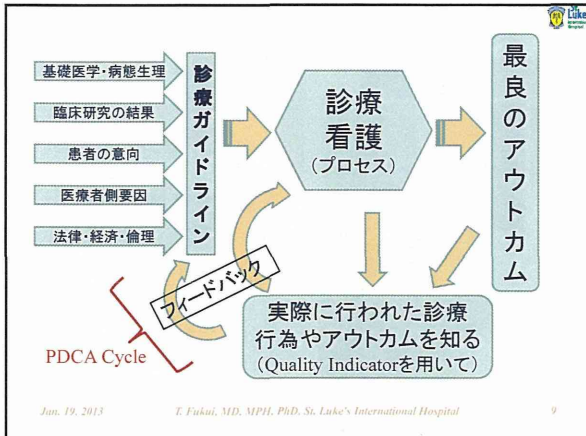 St.
Luke's
International
Hospital
基礎医学・病態生理
臨床研究の結果
患者の意向
医療者側要因
法律・経済・倫理
診療ガイドライン
診療
看護
(プロセス)
最良のアウトカム
フィードバック
実際に行われた診療
行為やアウトカムを知る
(Quality Indicatorを用いて)
PDCA Cycle
Jan. 19, 2013 T. Fukui, MD, MPH, PhD. St. Luke's International Hospital 9